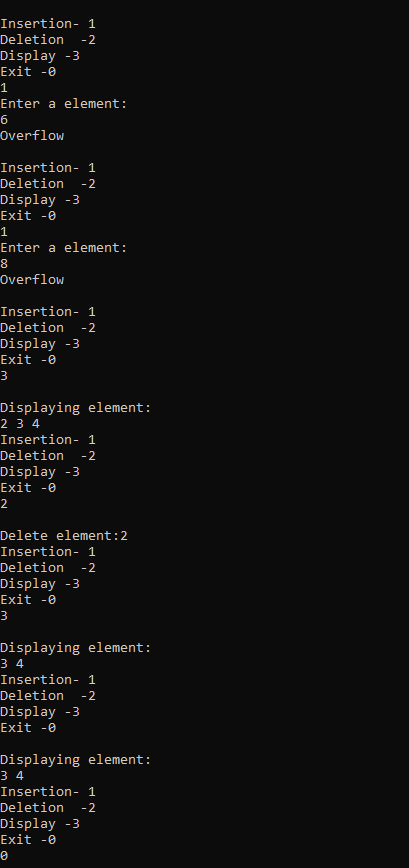 Insertion- 1
Deletion  -2
Display -3
Exit -0
1
Enter a element:
6
Overflow

Insertion- 1
Deletion  -2
Display -3
Exit -0
1
Enter a element:
8
Overflow

Insertion- 1
Deletion  -2
Display -3
Exit -0
3

Displaying element:
2 3 4
Insertion- 1
Deletion  -2
Display -3
Exit -0
2

Delete element:2
Insertion- 1
Deletion  -2
Display -3
Exit -0
3

Displaying element:
3 4
Insertion- 1
Deletion  -2
Display -3
Exit -0

Displaying element:
3 4
Insertion- 1
Deletion  -2
Display -3
Exit -0
0